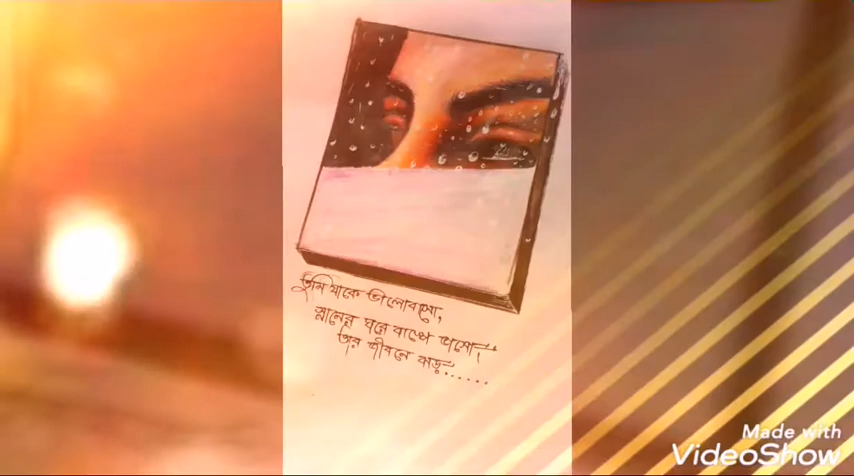 তুমি যাকে ভালোবাসো,
স্নানের ঘরে বাষ্পে ভাসো,
তার জীবনে ঝড়......
Made with
VideoShow